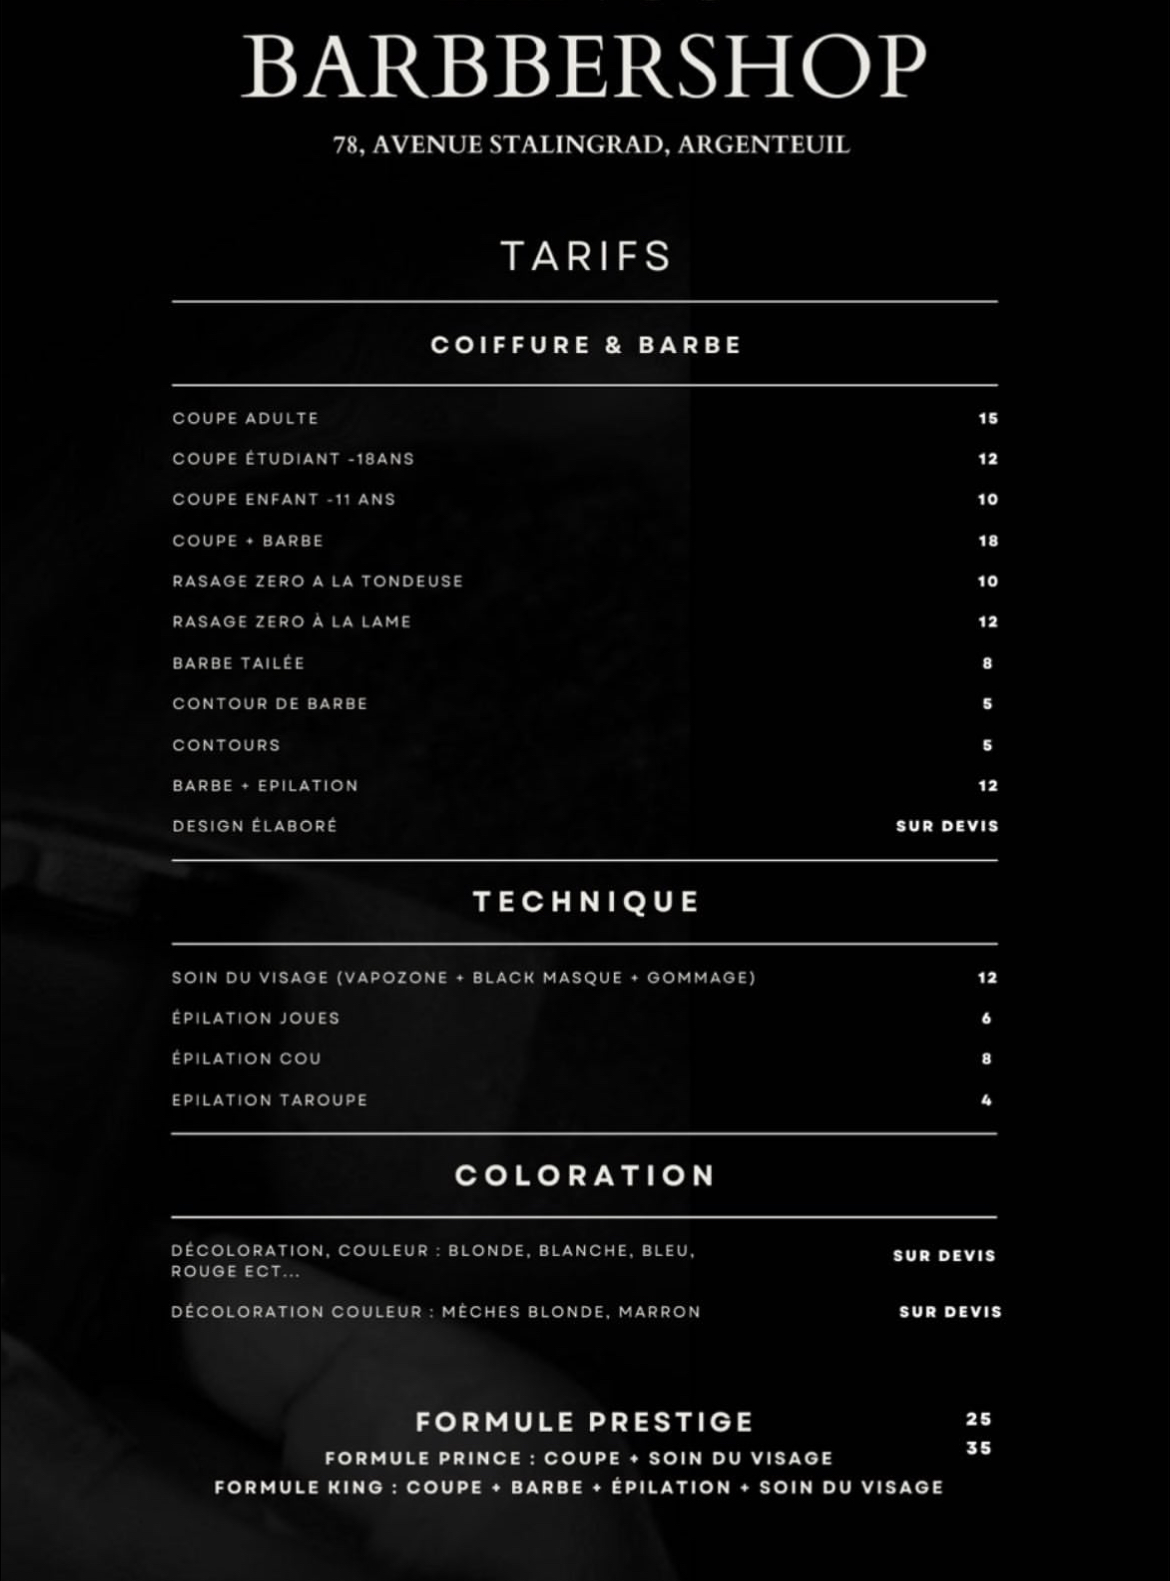 BARBBERSHOP
78, AVENUE STALINGRAD, ARGENTEUIL
TARIFS
COIFFURE & BARBE
COUPE ADULTE 15
COUPE ÉTUDIANT -18ANS 12
COUPE ENFANT -11 ANS 10
COUPE + BARBE 18
RASAGE ZERO A LA TONDEUSE 10
RASAGE ZERO À LA LAME 12
BARBE TAILÉE 8
CONTOUR DE BARBE 5
CONTOURS 5
BARBE + EPILATION 12
DESIGN ÉLABORÉ SUR DEVIS
TECHNIQUE
SOIN DU VISAGE (VAPOZONE + BLACK MASQUE + GOMMAGE) 12
ÉPILATION JOUES 6
ÉPILATION COU 8
EPILATION TAROUPE 4
COLORATION
DÉCOLORATION, COULEUR : BLONDE, BLANCHE, BLEU, SUR DEVIS
ROUGE ECT...
DÉCOLORATION COULEUR : MÈCHES BLONDE, MARRON SUR DEVIS
FORMULE PRESTIGE 25
35
FORMULE PRINCE : COUPE + SOIN DU VISAGE
FORMULE KING : COUPE + BARBE + ÉPILATION + SOIN DU VISAGE